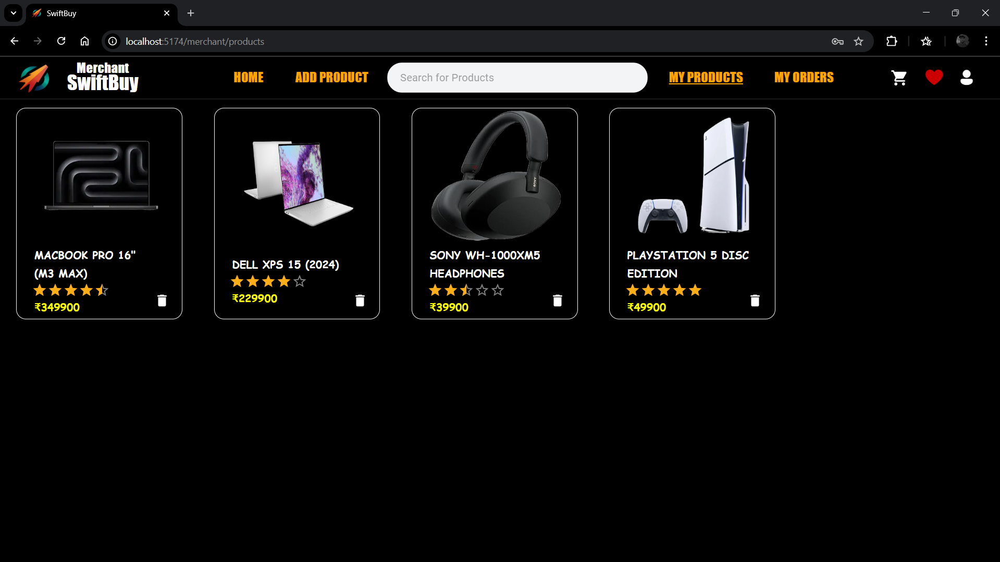 SwiftBuy
localhost:5174/merchant/products
Merchant
SwiftBuy
HOME
ADD PRODUCT
Search for Products
MY PRODUCTS
MY ORDERS
SONY
MACBOOK PRO 16"
(M3 MAX)
₹349900
DELL XPS 15 (2024)
₹229900
SONY WH-1000XM5
HEADPHONES
₹39900
PLAYSTATION 5 DISC
EDITION
₹49900